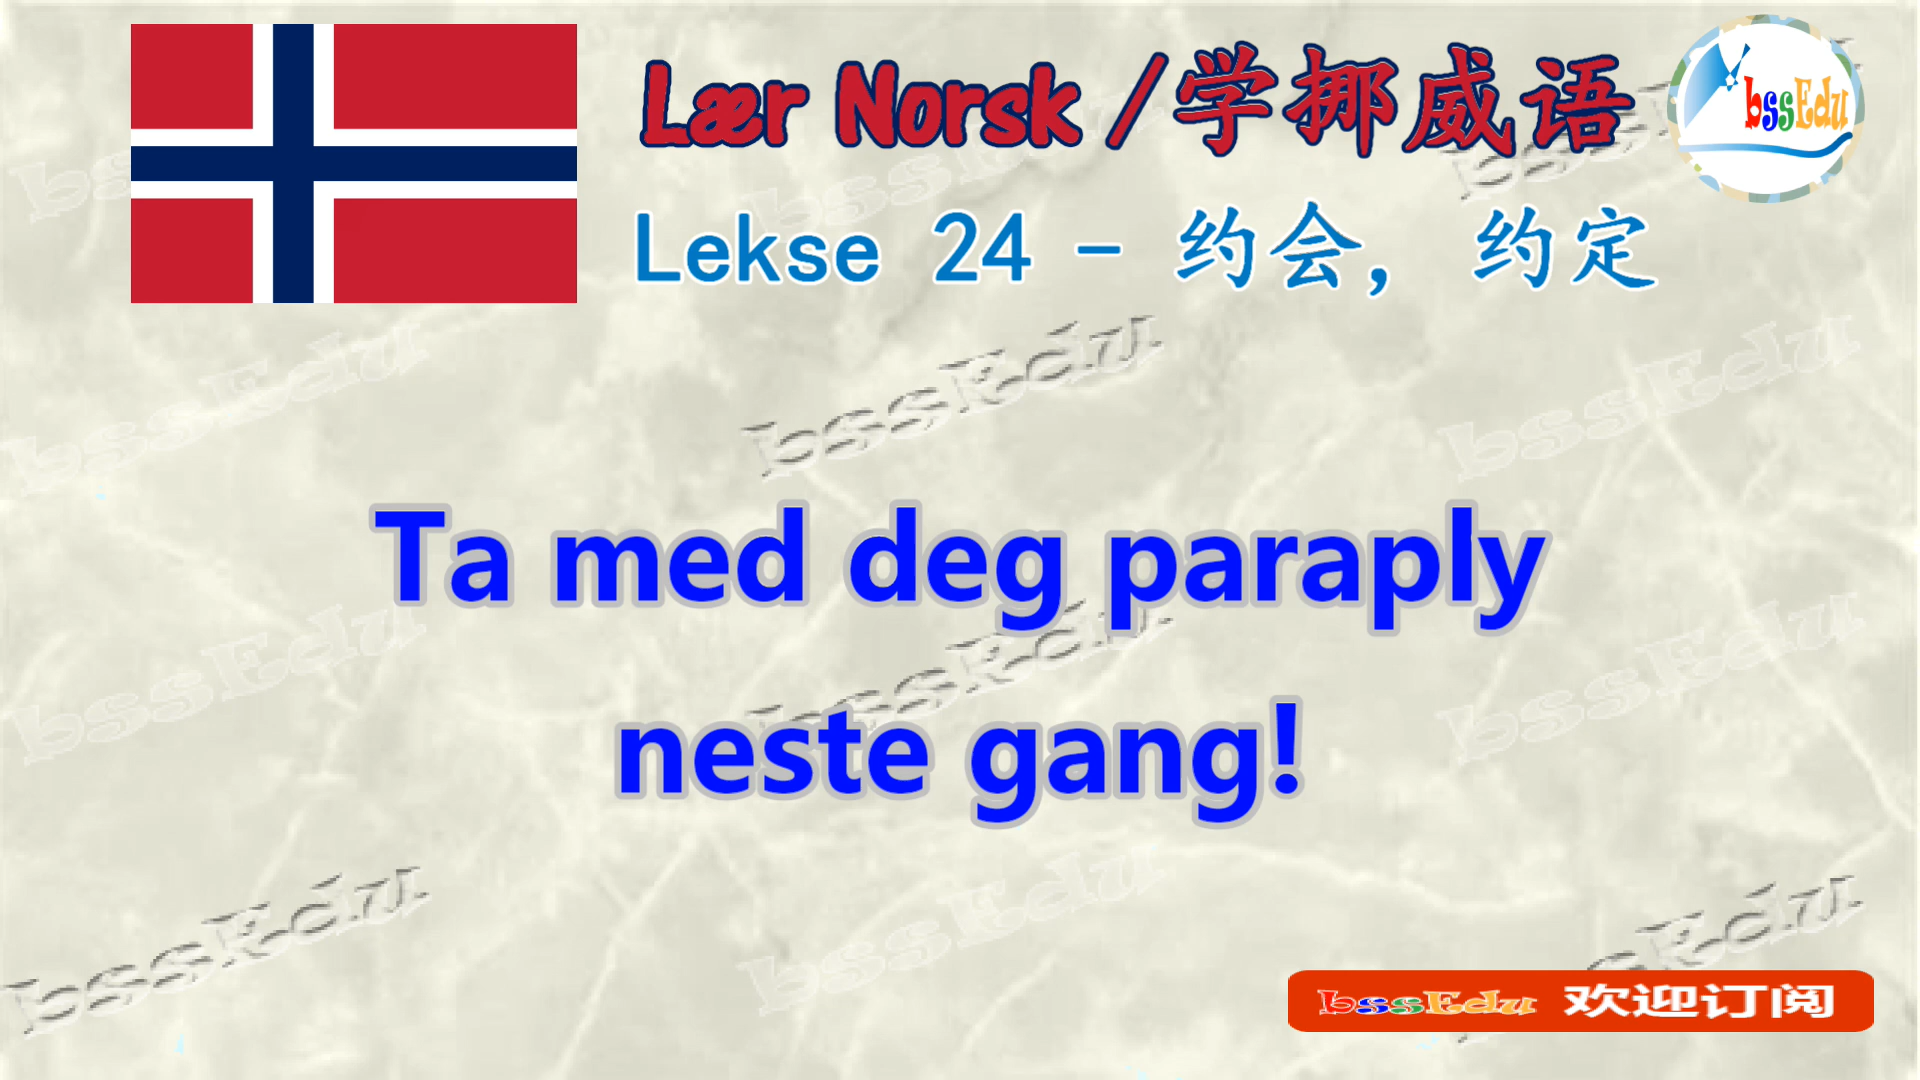 Lær Norsk /学挪威语
bssEdu
Lekse 24 - 约会, 约定
Ta med deg paraply
neste gang!
bssEdu 欢迎订阅